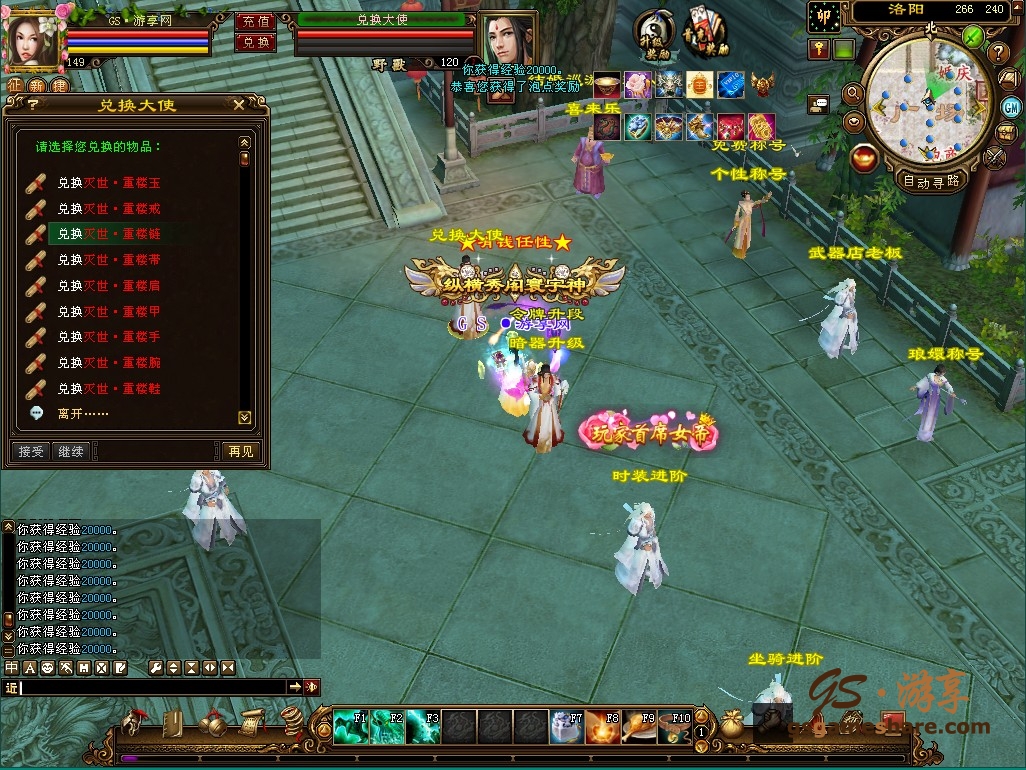 GS·游享网
149
充值
兑换
兑换大使
野兽
120
升级奖励
卯
洛阳
266 240
北
GM
自动寻路
征 新 捷
你获得经验20000。
恭喜您获得了泡点奖励
喜来乐
免费称号
个性称号
武器店老板
琅嬛称号
? 兑换大使
请选择您兑换的物品：
兑换灭世·重楼玉
兑换灭世·重楼戒
兑换灭世·重楼链
兑换灭世·重楼带
兑换灭世·重楼肩
兑换灭世·重楼甲
兑换灭世·重楼手
兑换灭世·重楼腕
兑换灭世·重楼鞋
离开……
接受
继续
再见
兑换大使
★有钱任性★
纵横秀阁寰宇神
令牌升段
GS·游享网
暗器升级
玩家首席女帝
时装进阶
坐骑进阶
你获得经验20000。
你获得经验20000。
你获得经验20000。
你获得经验20000。
你获得经验20000。
你获得经验20000。
你获得经验20000。
你获得经验20000。
近
F1
F2
F3
F7
F8
F9
F10
1
GS·游享